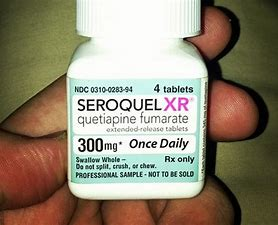 NDC 0310-0283-94 4 tablets
SEROQUEL XR®
quetiapine fumarate
extended-release tablets
300mg* Once Daily
Swallow Whole –
Do not split, crush, or chew.
Rx only
PROFESSIONAL SAMPLE - NOT TO BE SOLD